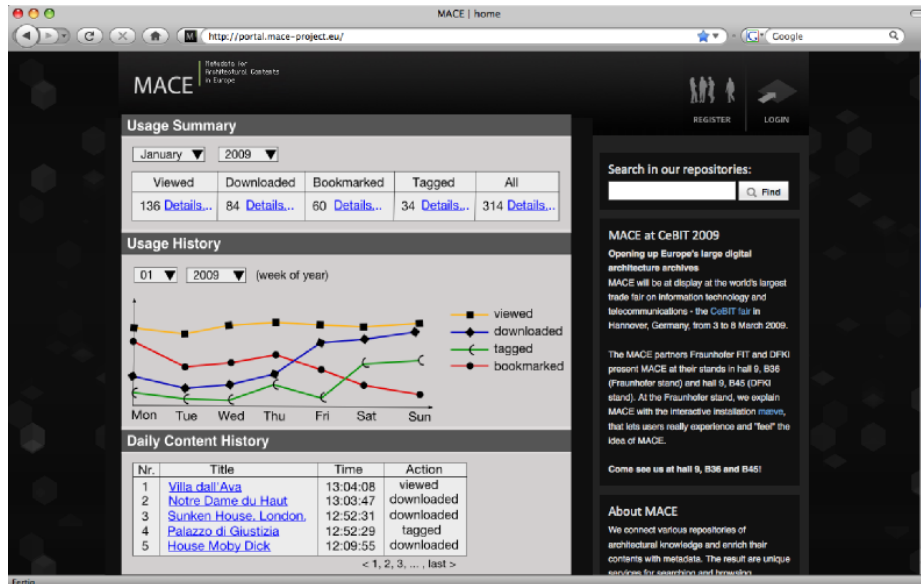 MACE | home
http://portal.mace-project.eu/
Google
MACE
Metadata for
Architectural Contents
in Europe
REGISTER
LOGIN
Usage Summary
January
2009
Viewed Downloaded Bookmarked Tagged All
136 Details... 84 Details... 60 Details... 34 Details... 314 Details...
Usage History
01
2009
(week of year)
viewed
downloaded
tagged
bookmarked
Mon Tue Wed Thu Fri Sat Sun
Daily Content History
Nr. Title Time Action
1 Villa dall'Ava 13:04:08 viewed
2 Notre Dame du Haut 13:03:47 downloaded
3 Sunken House, London, 12:52:31 downloaded
4 Palazzo di Giustizia 12:52:29 tagged
5 House Moby Dick 12:09:55 downloaded
< 1, 2, 3, ... , last >
Search in our repositories:
Find
MACE at CeBIT 2009
Opening up Europe's large digital
architecture archives
MACE will be at display at the world's largest
trade fair on information technology and
telecommunications - the CeBIT fair in
Hannover, Germany, from 3 to 8 March 2009.
The MACE partners Fraunhofer FIT and DFKI
present MACE at their stands in hall 9, B36
(Fraunhofer stand) and hall 9, B45 (DFKI
stand). At the Fraunhofer stand, we explain
MACE with the interactive installation mæve,
that lets users really experience and "feel" the
idea of MACE.
Come see us at hall 9, B36 and B45!
About MACE
We connect various repositories of
architectural knowledge and enrich their
contents with metadata. The result are unique
services for searching and browsing
Fertig